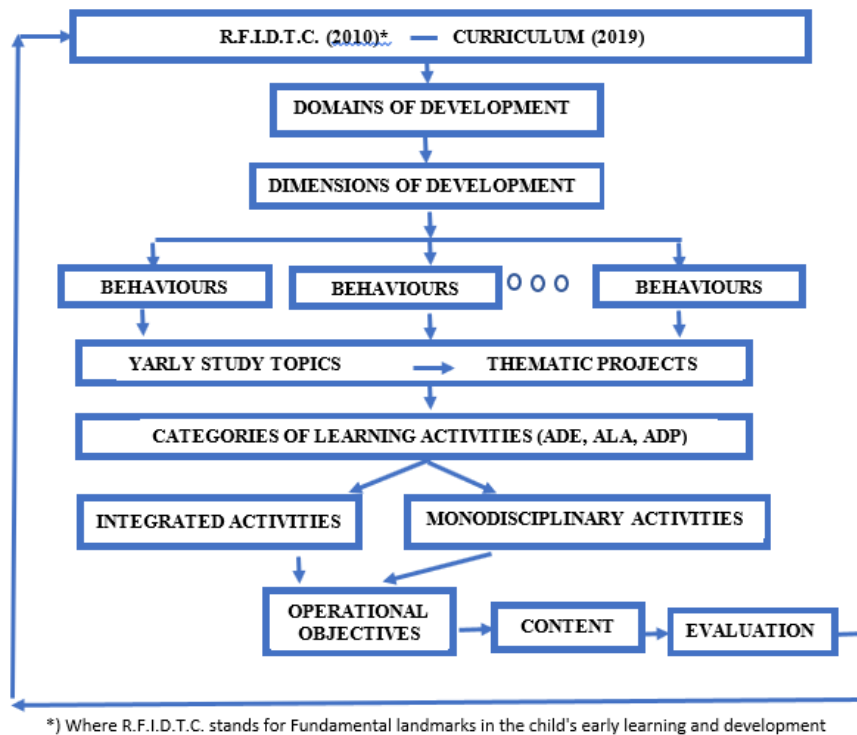 R.F.I.D.T.C. (2010)* — CURRICULUM (2019)
DOMAINS OF DEVELOPMENT
DIMENSIONS OF DEVELOPMENT
BEHAVIOURS BEHAVIOURS BEHAVIOURS
YARLY STUDY TOPICS THEMATIC PROJECTS
CATEGORIES OF LEARNING ACTIVITIES (ADE, ALA, ADP)
INTEGRATED ACTIVITIES MONODISCIPLINARY ACTIVITIES
OPERATIONAL
OBJECTIVES
CONTENT
EVALUATION
*) Where R.F.I.D.T.C. stands for Fundamental landmarks in the child's early learning and development